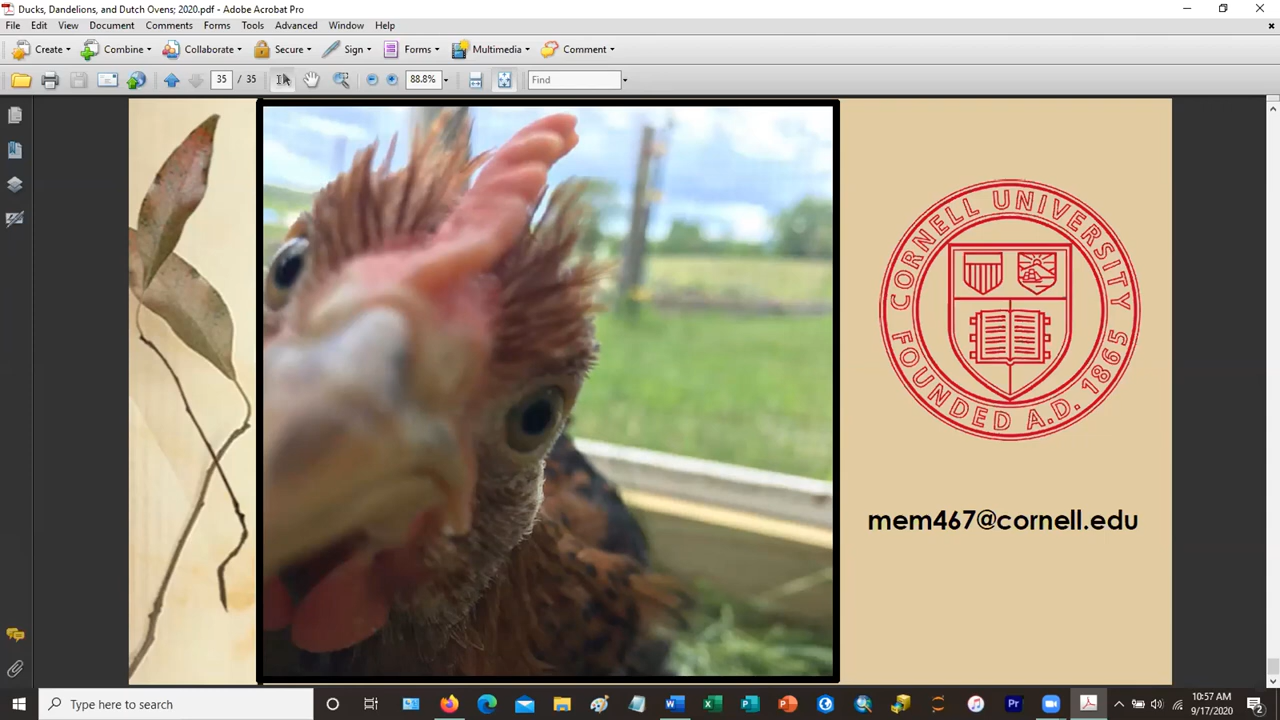 Ducks, Dandelions, and Dutch Ovens; 2020.pdf - Adobe Acrobat Pro
File Edit View Document Comments Forms Tools Advanced Window Help
Create Combine Collaborate Secure Sign Forms Multimedia Comment
35 / 35 88.8% Find
CORNELL UNIVERSITY
FOUNDED A.D. 1865
mem467@cornell.edu
Type here to search
10:57 AM
9/17/2020
2